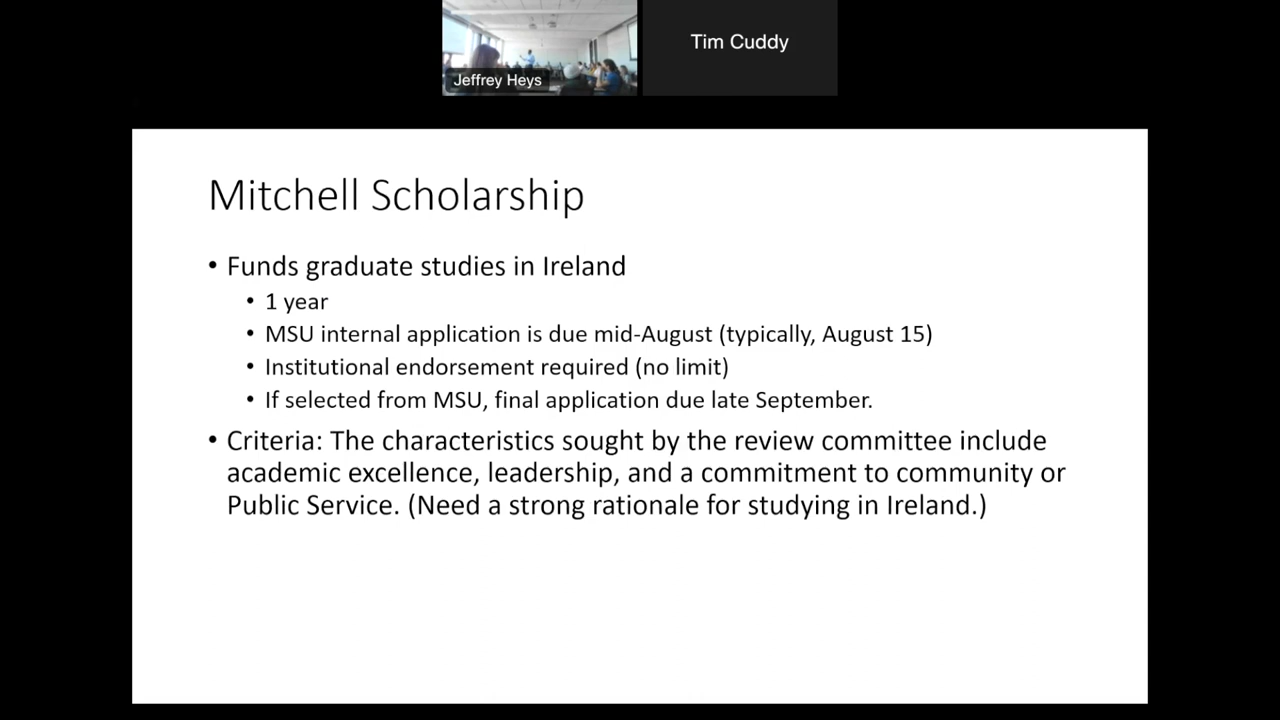 Jeffrey Heys
Tim Cuddy
Mitchell Scholarship
• Funds graduate studies in Ireland
• 1 year
• MSU internal application is due mid-August (typically, August 15)
• Institutional endorsement required (no limit)
• If selected from MSU, final application due late September.
• Criteria: The characteristics sought by the review committee include
academic excellence, leadership, and a commitment to community or
Public Service. (Need a strong rationale for studying in Ireland.)